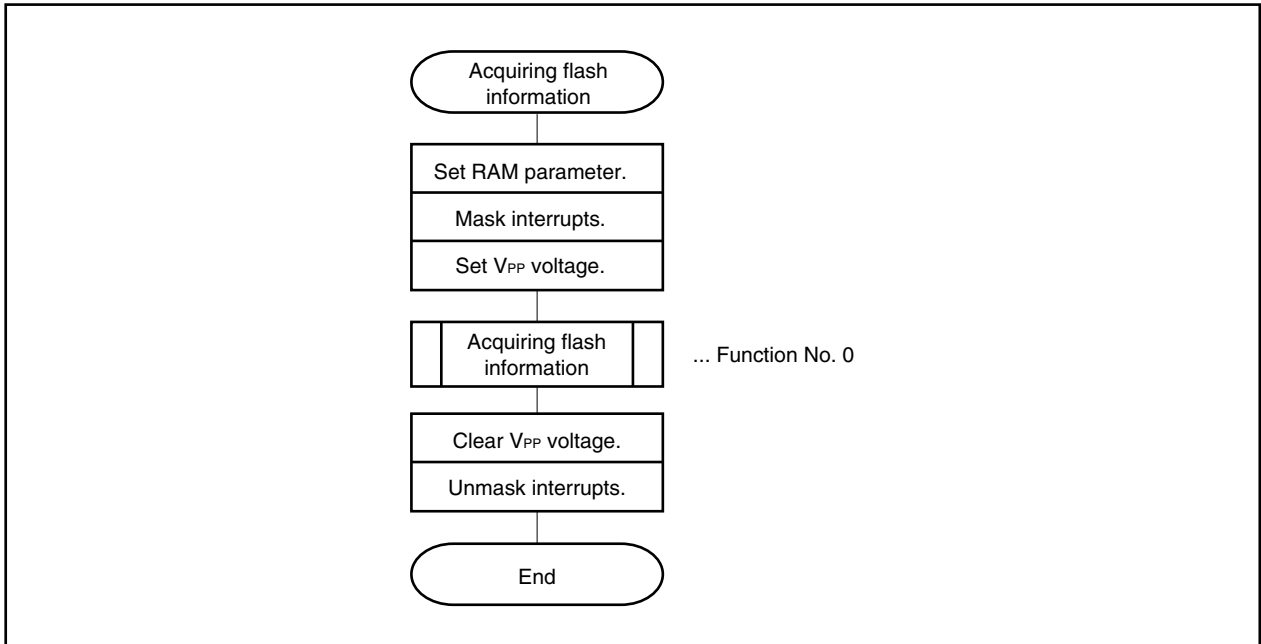 Acquiring flash
information
Set RAM parameter.
Mask interrupts.
Set VPP voltage.
Acquiring flash
information
... Function No. 0
Clear VPP voltage.
Unmask interrupts.
End